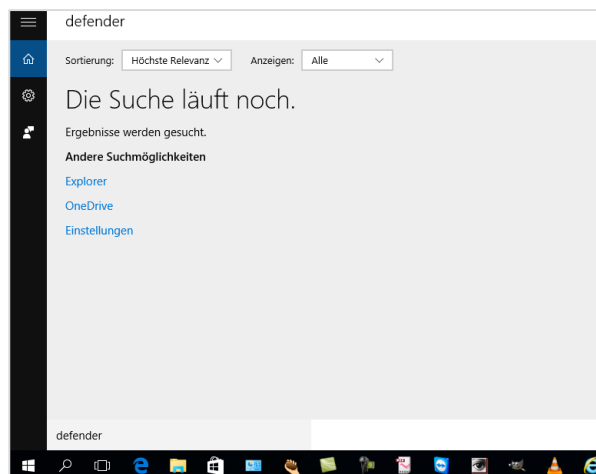 defender
Sortierung: Höchste Relevanz Anzeigen: Alle
Die Suche läuft noch.
Ergebnisse werden gesucht.
Andere Suchmöglichkeiten
Explorer
OneDrive
Einstellungen
defender